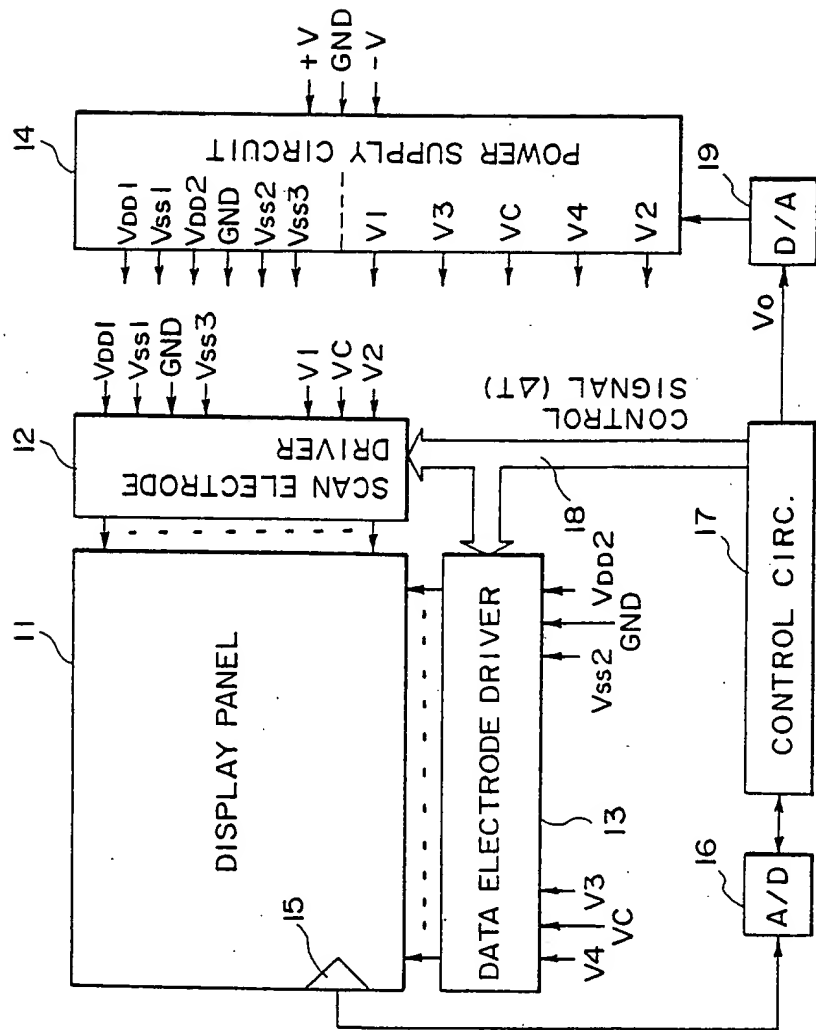 11
DISPLAY PANEL
15
12
SCAN ELECTRODE
DRIVER
VDD1
Vss1
GND
Vss3
V1
VC
V2
14
POWER SUPPLY CIRCUIT
VDD1
Vss1
VDD2
GND
Vss2
Vss3
V1
V3
VC
V4
V2
+V
GND
-V
DATA ELECTRODE DRIVER
13
V4
VC
V3
Vss2
GND
VDD2
18
CONTROL
SIGNAL (ΔT)
16
A/D
17
CONTROL CIRC.
Vo
19
D/A